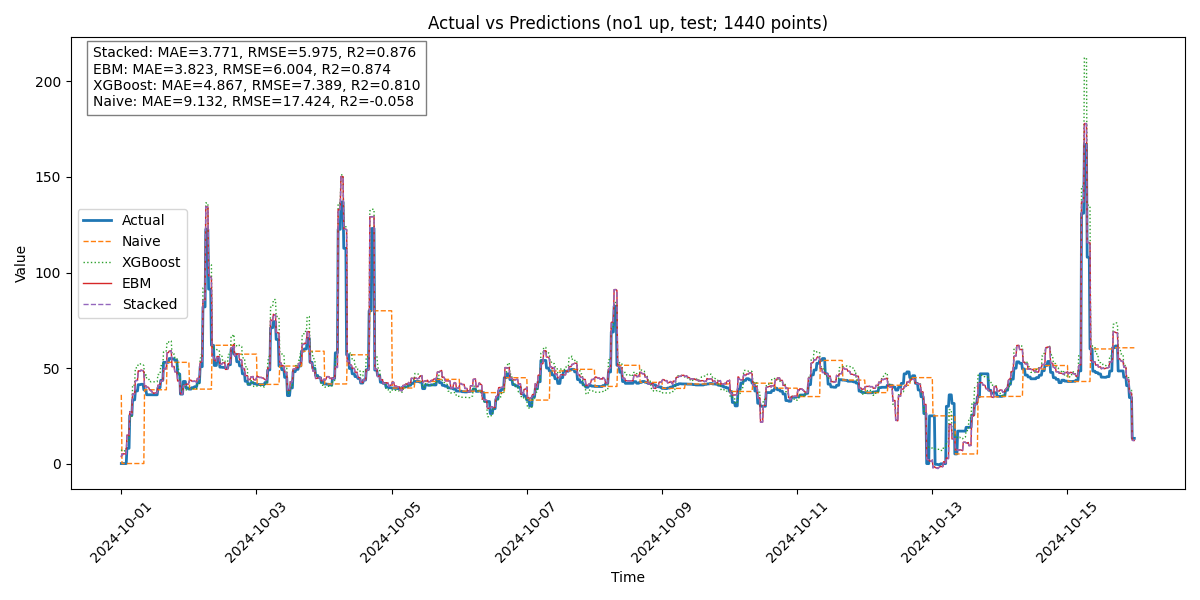 Actual vs Predictions (no1 up, test; 1440 points)
Stacked: MAE=3.771, RMSE=5.975, R2=0.876
EBM: MAE=3.823, RMSE=6.004, R2=0.874
XGBoost: MAE=4.867, RMSE=7.389, R2=0.810
Naive: MAE=9.132, RMSE=17.424, R2=-0.058
Actual
Naive
XGBoost
EBM
Stacked
Value
200
150
100
50
0
2024-10-01
2024-10-03
2024-10-05
2024-10-07
2024-10-09
2024-10-11
2024-10-13
2024-10-15
Time